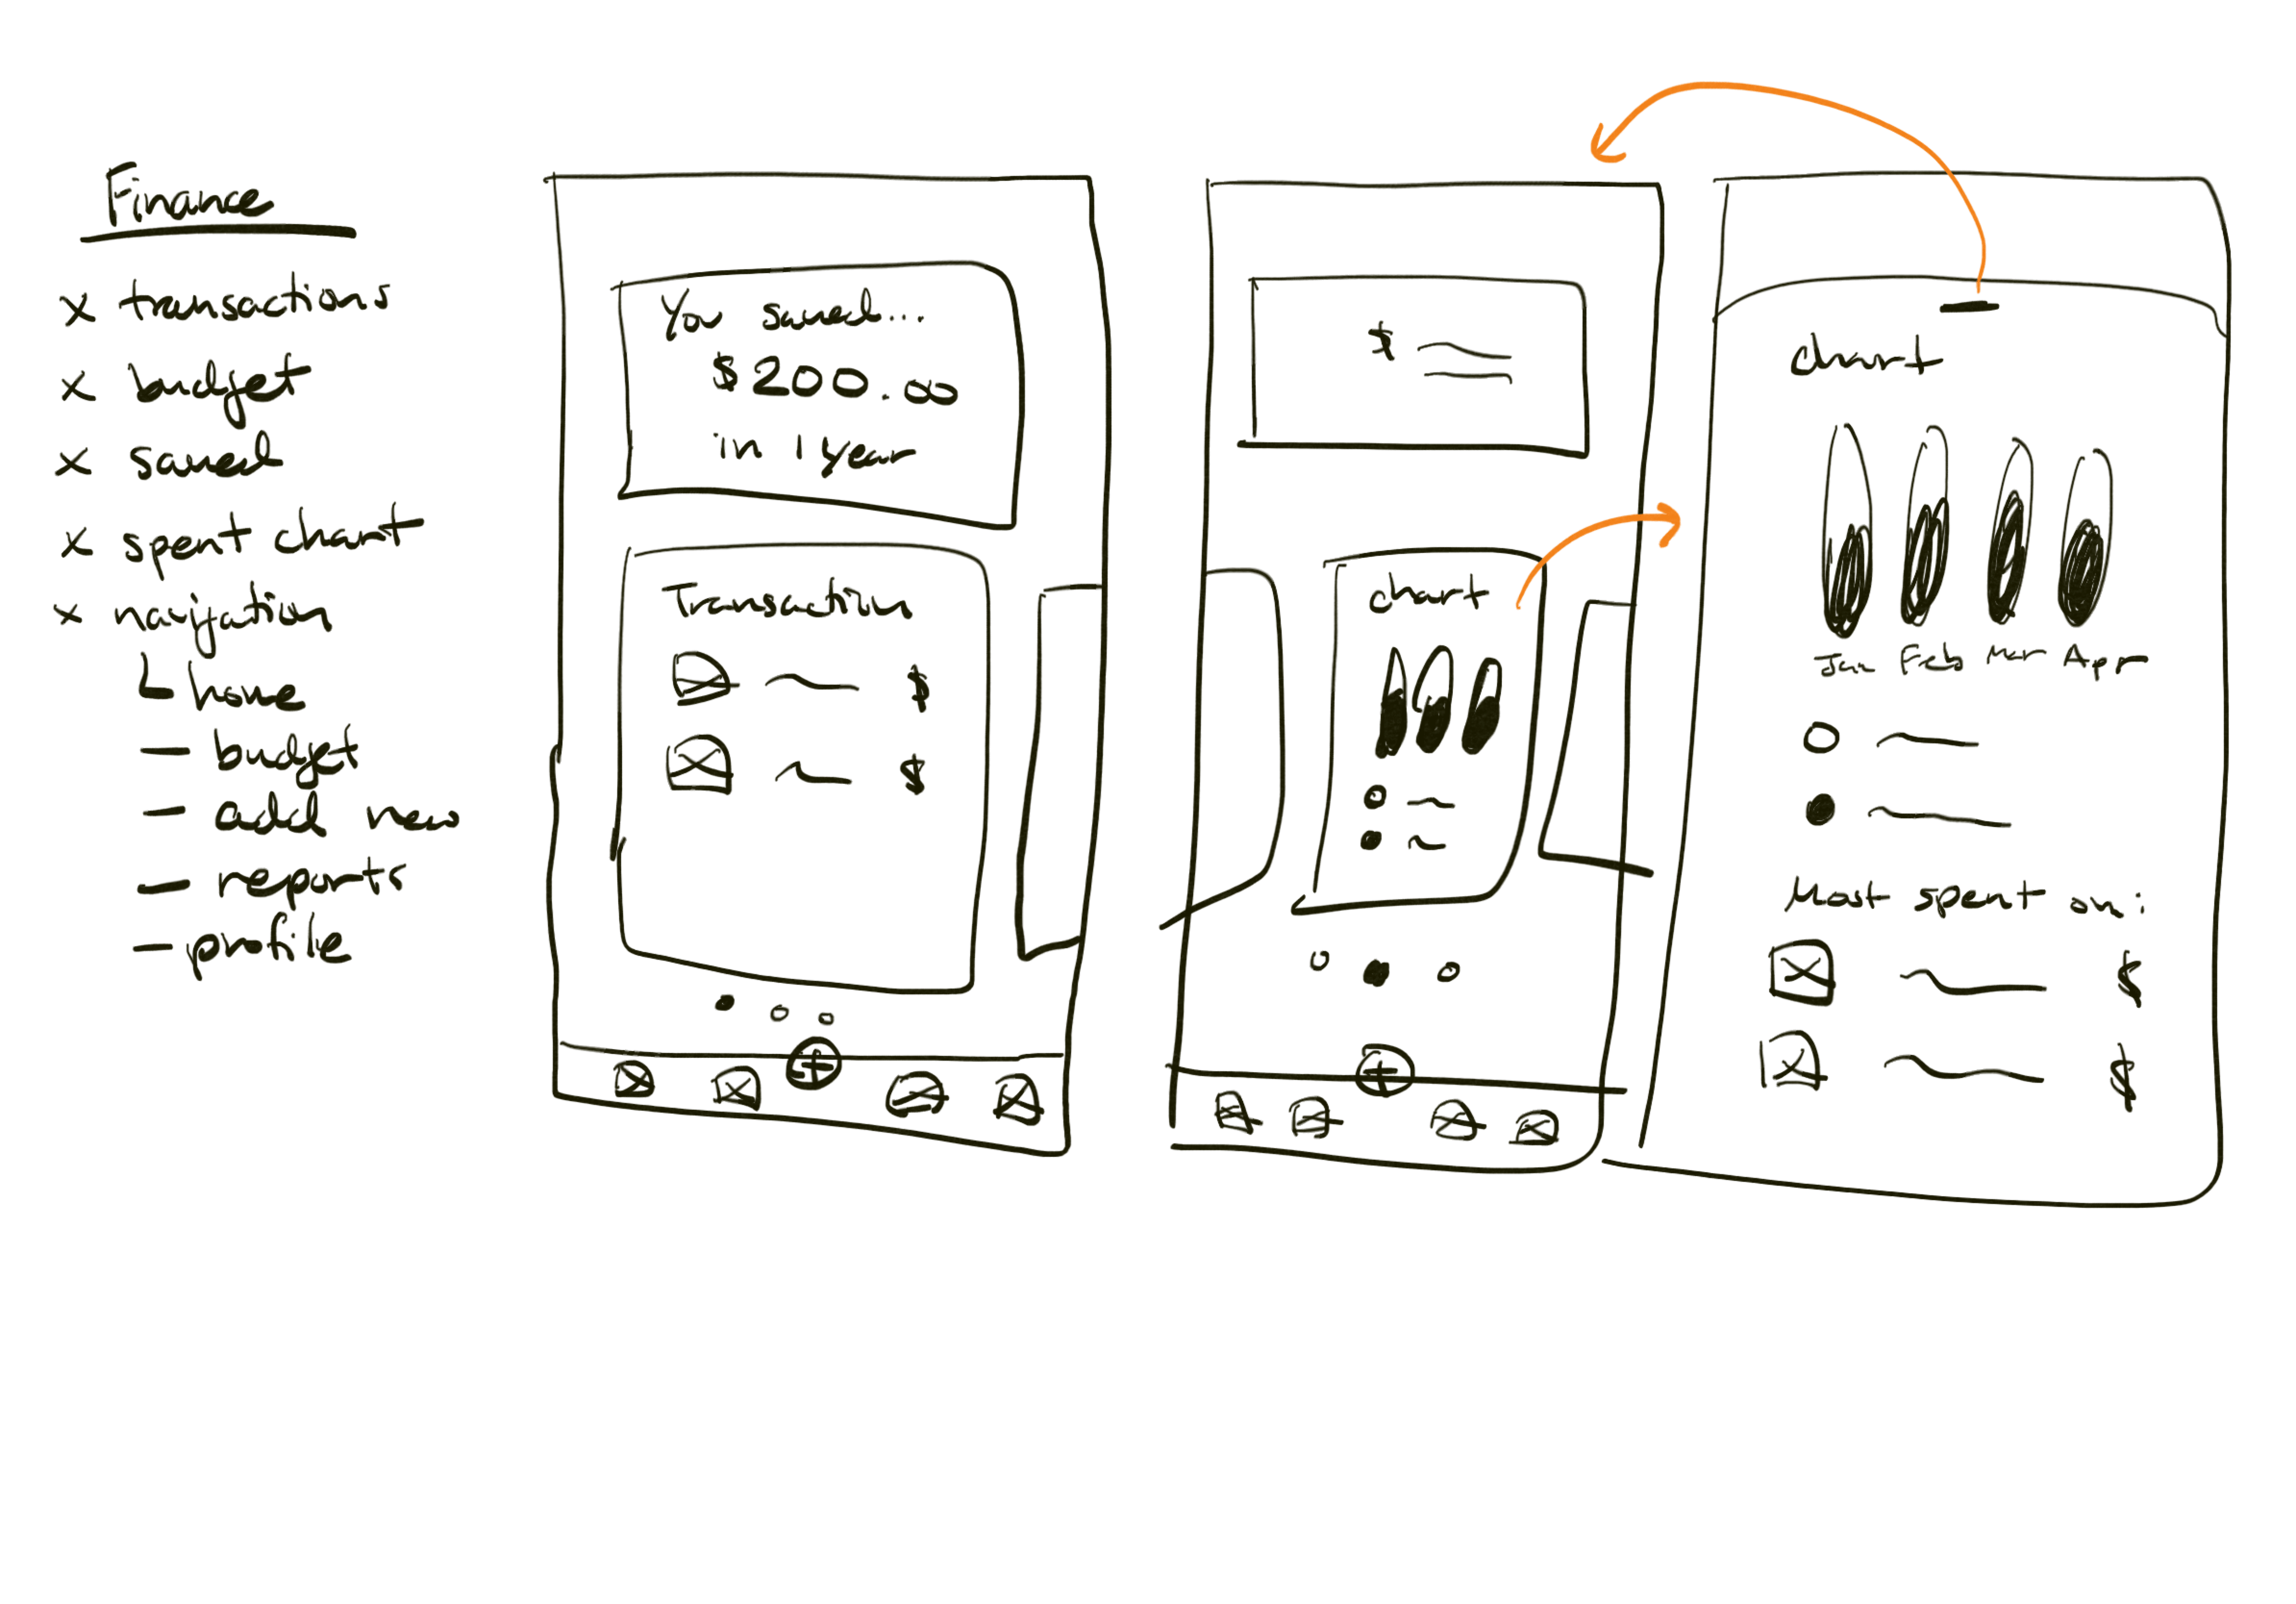 Finance
x transactions
x budget
x saved
x spent chart
x navigation
home
- budget
- add new
- reports
- profile
You saved...
$200.00
in 1 year
Transaction
$
$
+
$
chart
+
chart
Jan Feb Mar Apr
Most spent on:
$
$